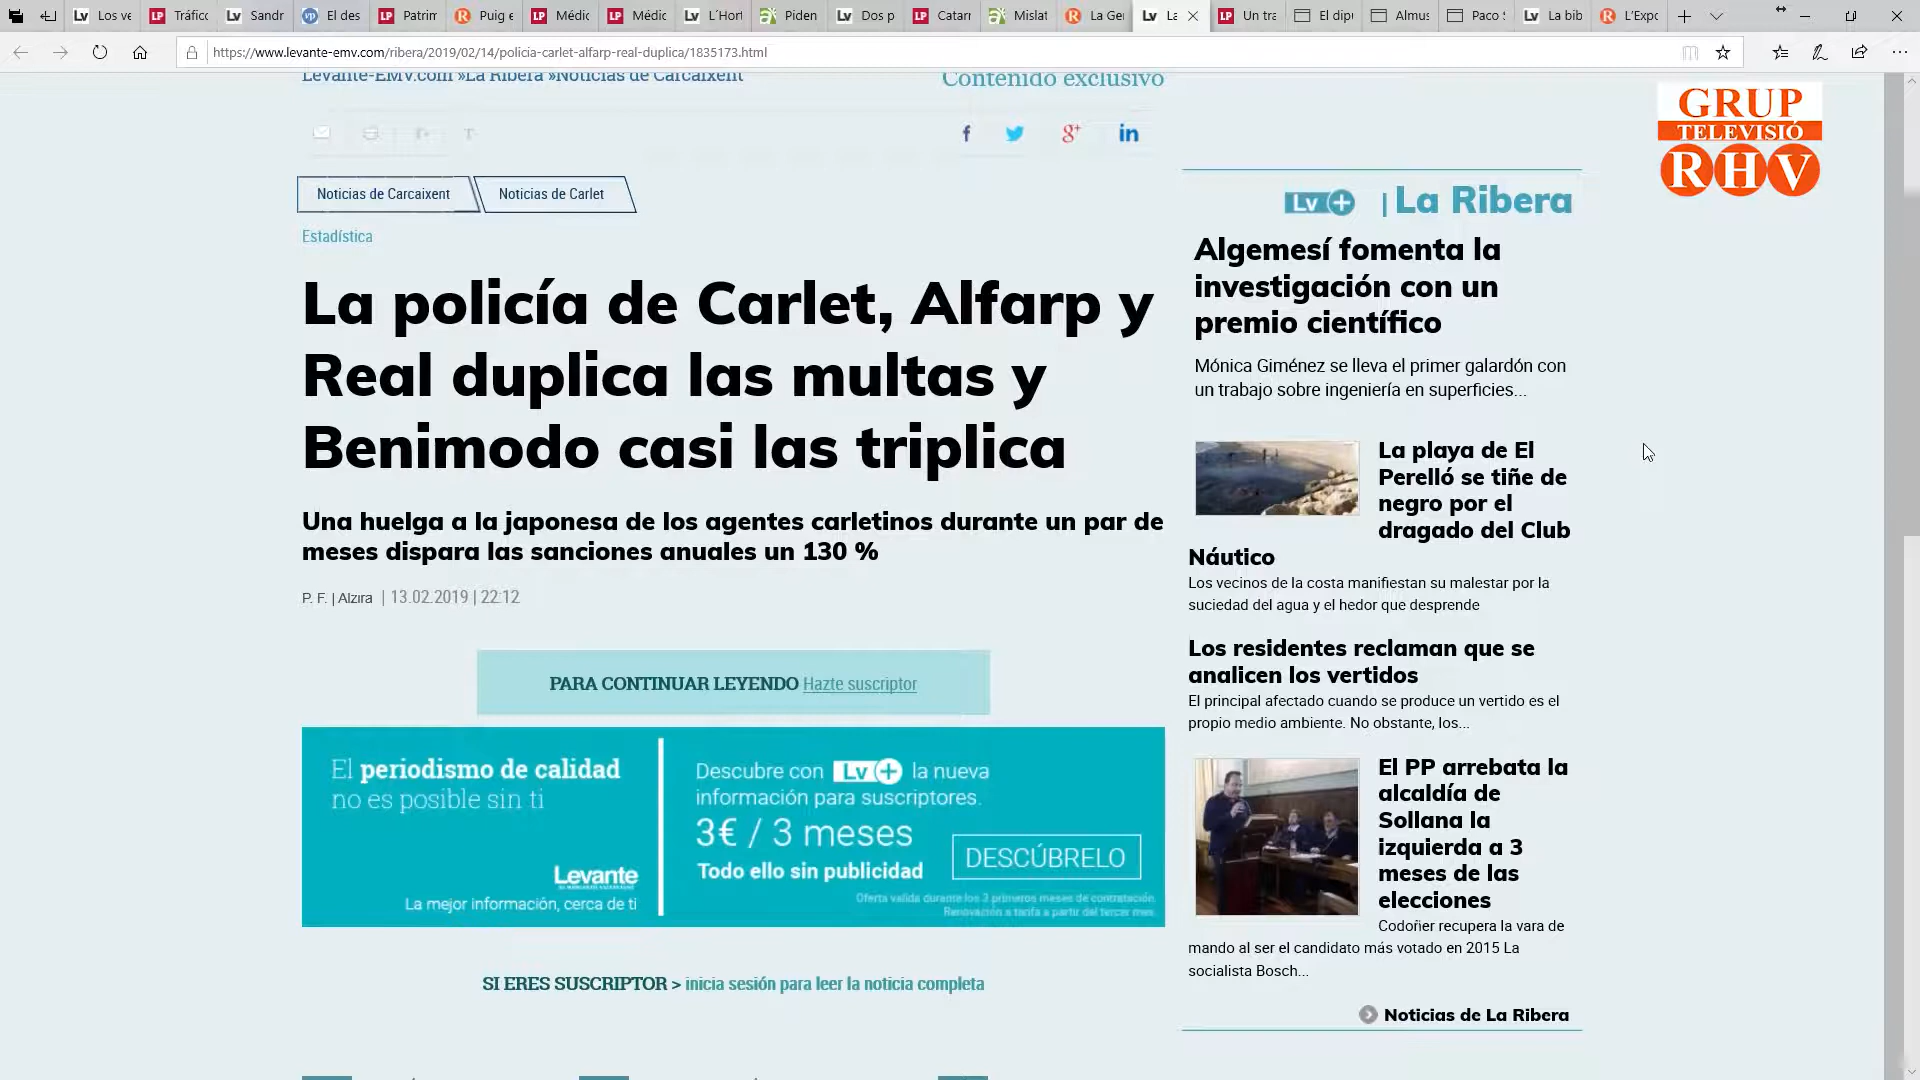 Los ve
Tráfico
Sandr
El des
Patrim
Puig e
Médic
Médic
L´Hort
Piden
Dos p
Catarr
Mislat
La Ge
La
Un tra
El dip
Almus
Paco S
La bib
L'Expo
https://www.levante-emv.com/ribera/2019/02/14/policia-carlet-alfarp-real-duplica/1835173.html
Levante-EMV.com »La Ribera »Noticias de Carcaixent
Contenido exclusivo
GRUP
TELEVISIÓ
RHV
Noticias de Carcaixent
Noticias de Carlet
Estadística
La policía de Carlet, Alfarp y
Real duplica las multas y
Benimodo casi las triplica
Una huelga a la japonesa de los agentes carletinos durante un par de
meses dispara las sanciones anuales un 130 %
P. F. | Alzira | 13.02.2019 | 22:12
PARA CONTINUAR LEYENDO Hazte suscriptor
El periodismo de calidad
no es posible sin ti
Levante
La mejor información, cerca de ti
Descubre con Lv+ la nueva
información para suscriptores.
3€ / 3 meses
Todo ello sin publicidad
DESCÚBRELO
Oferta valida durante los 3 primeros meses de contratación.
Renovación a tarifa a partir del tercer mes.
SI ERES SUSCRIPTOR > inicia sesión para leer la noticia completa
Lv+ | La Ribera
Algemesí fomenta la
investigación con un
premio científico
Mónica Giménez se lleva el primer galardón con
un trabajo sobre ingeniería en superficies...
La playa de El
Perelló se tiñe de
negro por el
dragado del Club
Náutico
Los vecinos de la costa manifiestan su malestar por la
suciedad del agua y el hedor que desprende
Los residentes reclaman que se
analicen los vertidos
El principal afectado cuando se produce un vertido es el
propio medio ambiente. No obstante, los...
El PP arrebata la
alcaldía de
Sollana la
izquierda a 3
meses de las
elecciones
Codoñer recupera la vara de
mando al ser el candidato más votado en 2015 La
socialista Bosch...
Noticias de La Ribera